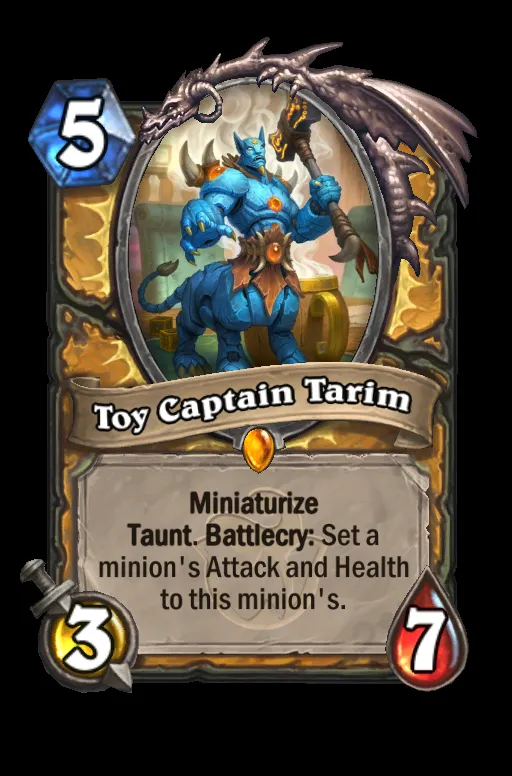 5
Toy Captain Tarim
Miniaturize
Taunt. Battlecry: Set a
minion's Attack and Health
to this minion's.
3
7